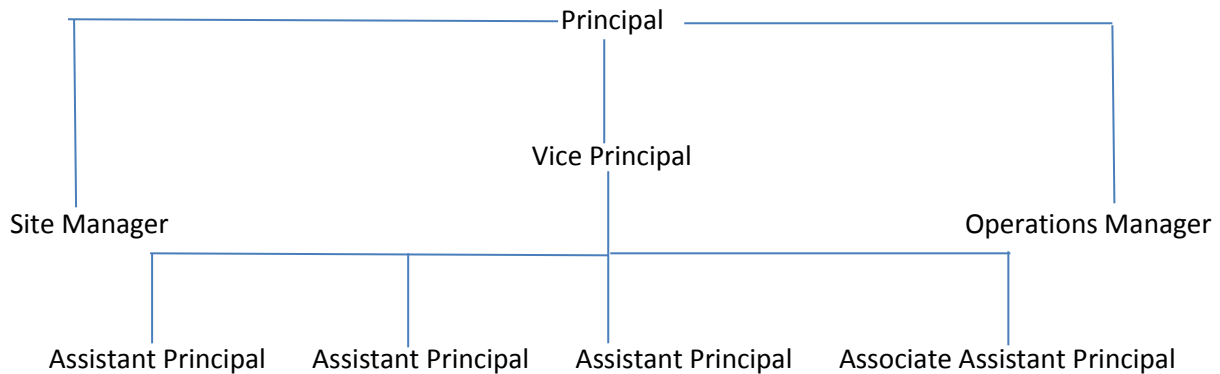 Principal
Vice Principal
Site Manager
Operations Manager
Assistant Principal
Assistant Principal
Assistant Principal
Associate Assistant Principal